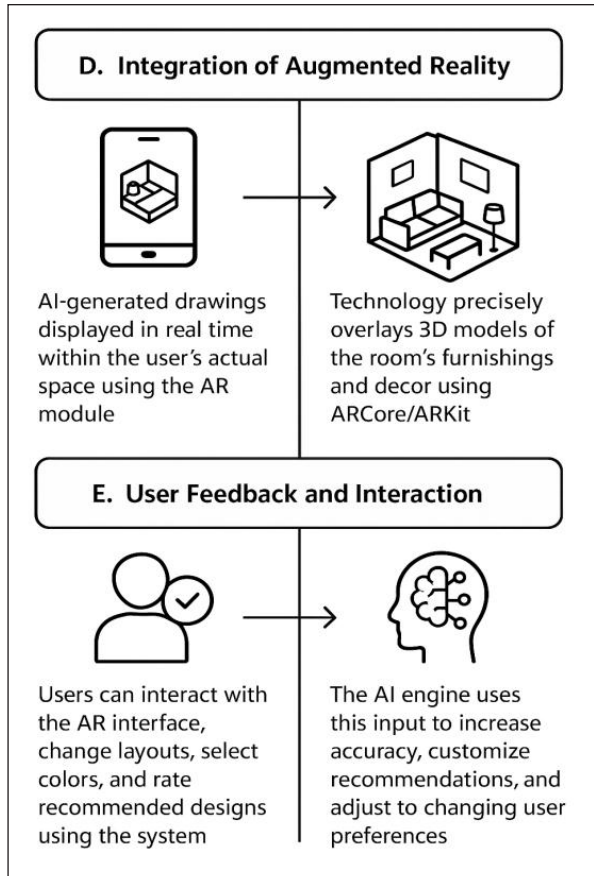 D. Integration of Augmented Reality
AI-generated drawings
displayed in real time
within the user's actual
space using the AR
module
Technology precisely
overlays 3D models of
the room's furnishings
and decor using
ARCore/ARKit
E. User Feedback and Interaction
Users can interact with
the AR interface,
change layouts, select
colors, and rate
recommended designs
using the system
The AI engine uses
this input to increase
accuracy, customize
recommendations, and
adjust to changing user
preferences